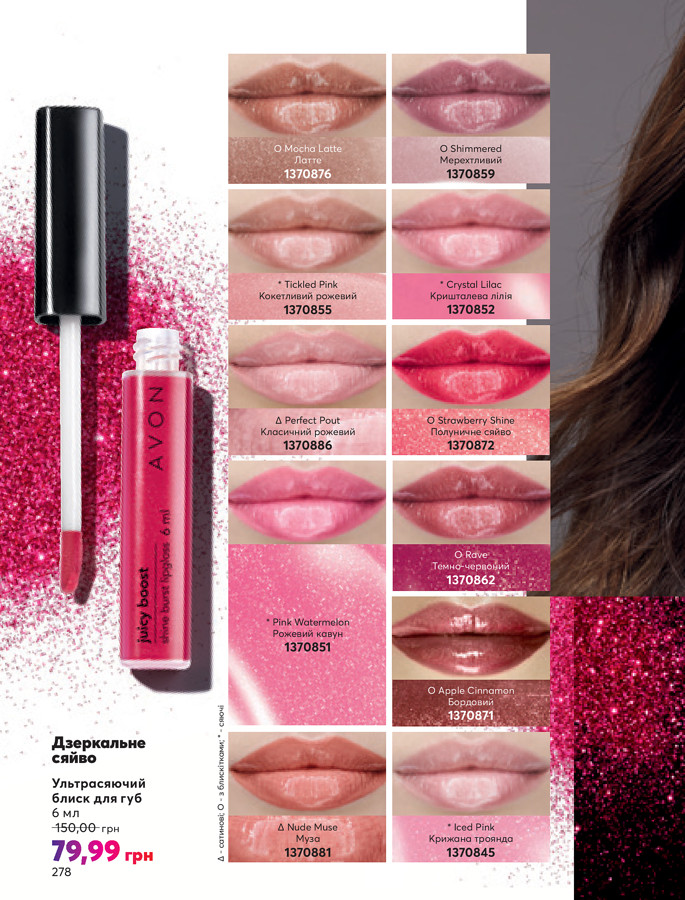 O Mocha Latte
Латте
1370876
O Shimmered
Мерехтливий
1370859
* Tickled Pink
Кокетливий рожевий
1370855
* Crystal Lilac
Кришталева лілія
1370852
Δ Perfect Pout
Класичний рожевий
1370886
O Strawberry Shine
Полуничне сяйво
1370872
* Pink Watermelon
Рожевий кавун
1370851
O Rave
Темно-червоний
1370862
O Apple Cinnamon
Бордовий
1370871
Δ Nude Muse
Муза
1370881
* Iced Pink
Крижана троянда
1370845
AVON
juicy boost
shine burst lipgloss 6 ml
Δ - сатинові; O - з блискітками; * - сяючі
Дзеркальне
сяйво
Ультрасяючий
блиск для губ
6 мл
150,00 грн
79,99 грн
278